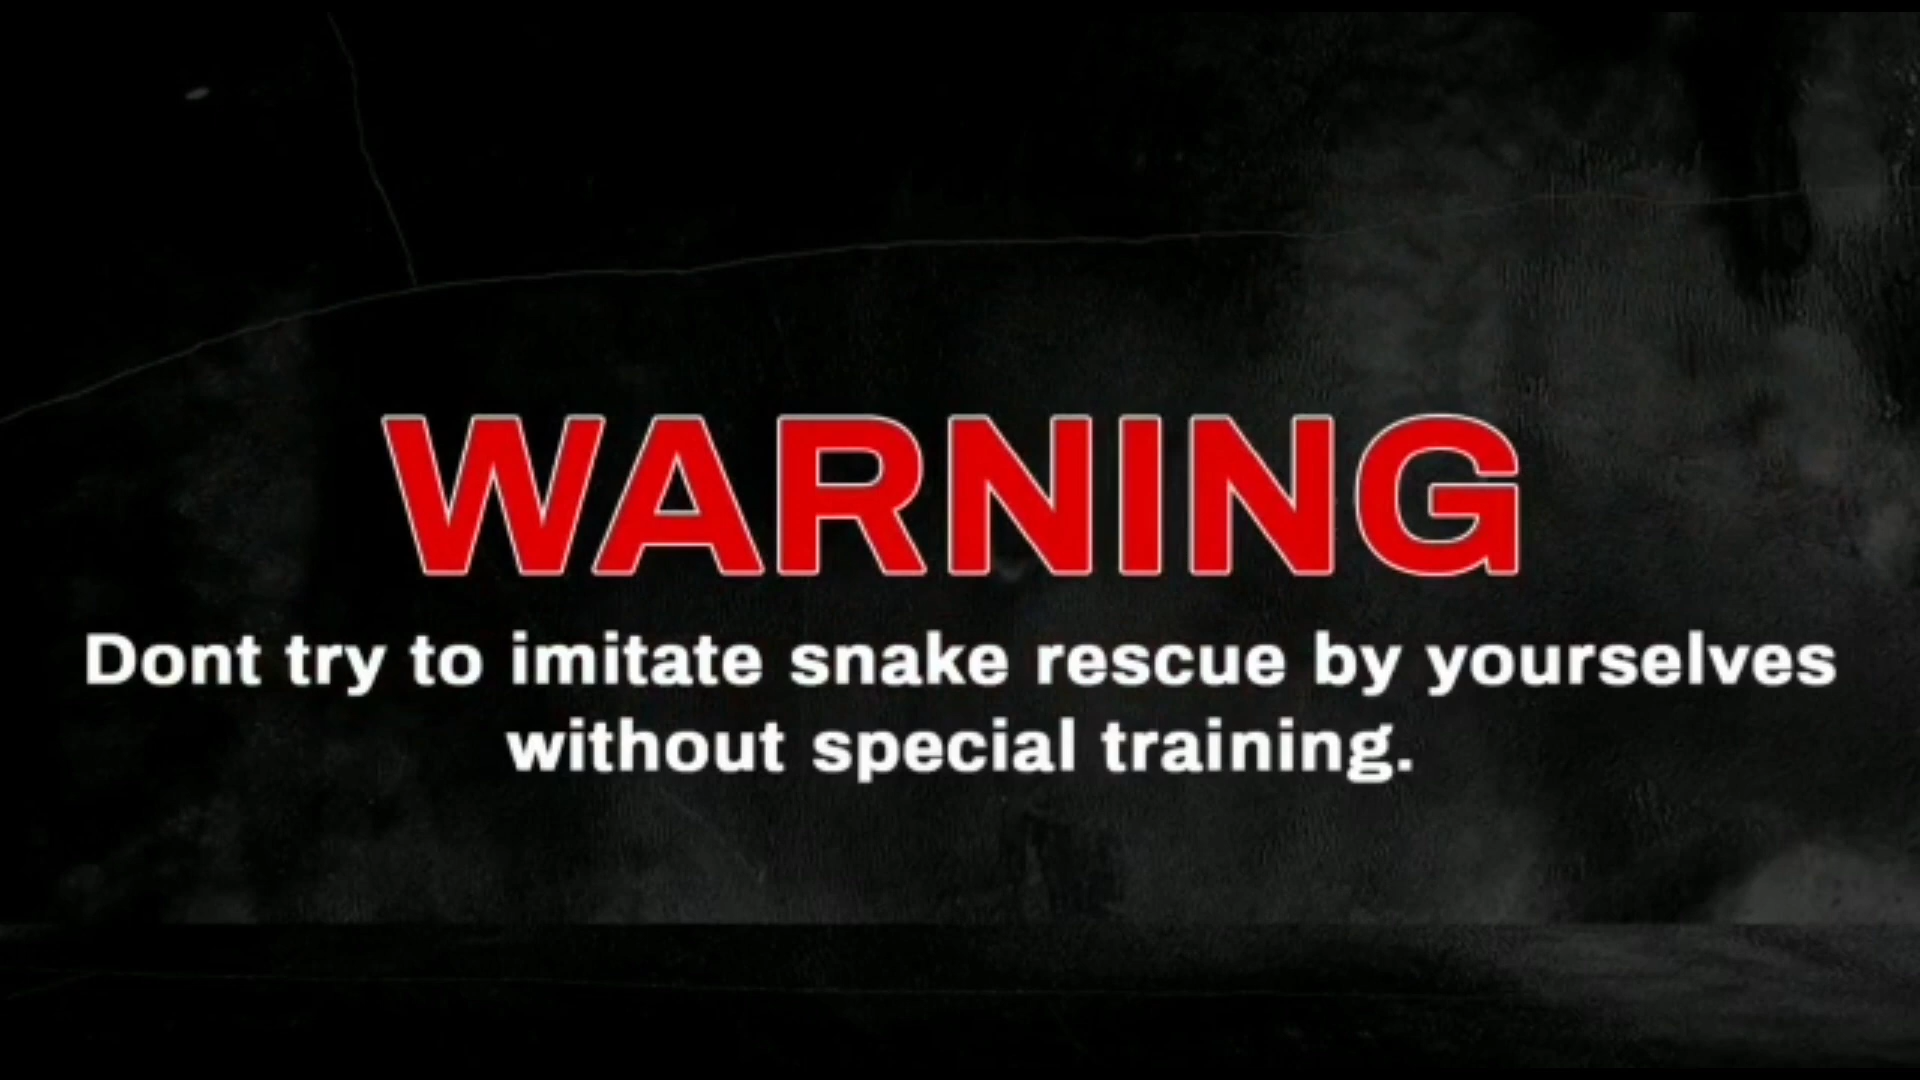 WARNING
Dont try to imitate snake rescue by yourselves
without special training.